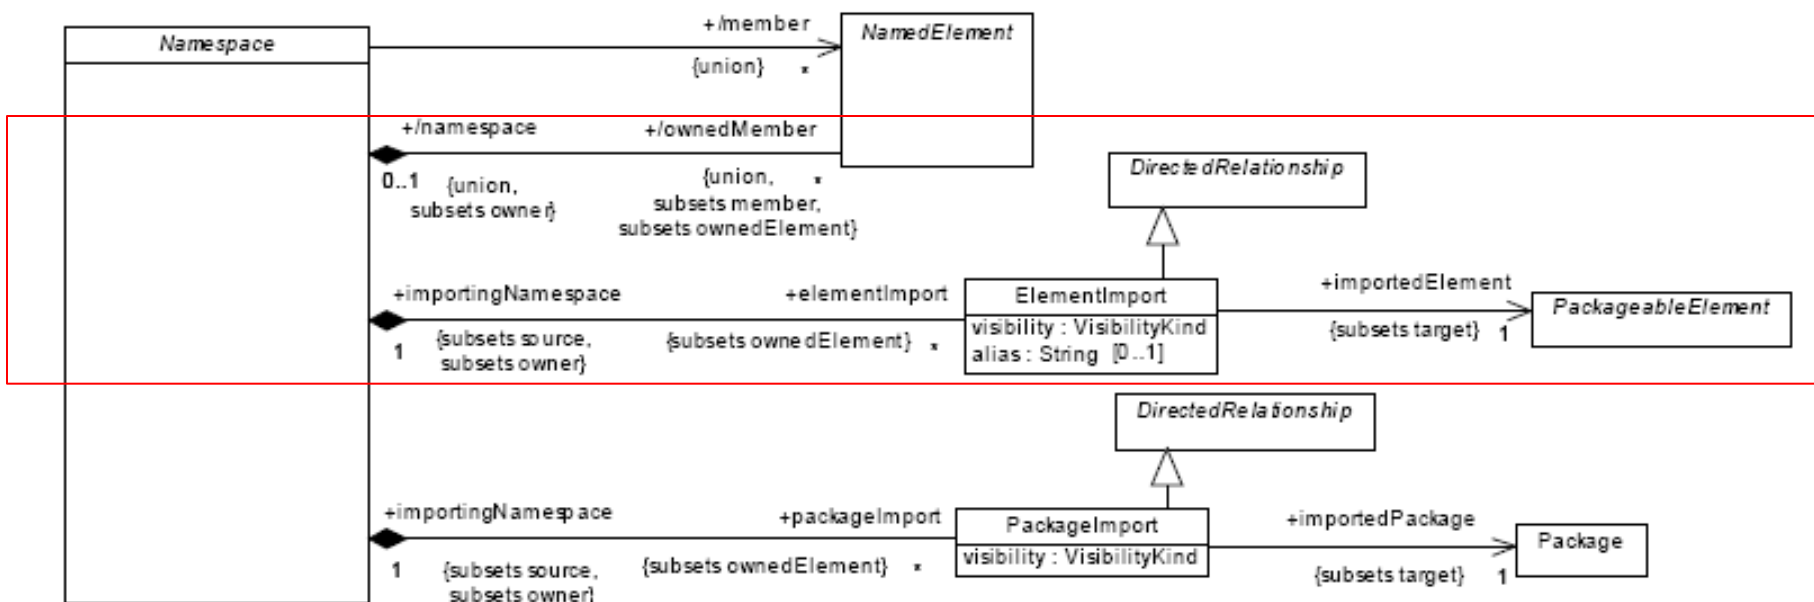 Namespace
+/member
{union} *
NamedElement
+/namespace
+/ownedMember
0..1
{union,
subsets owner}
{union, *
subsets member,
subsets ownedElement}
DirectedRelationship
+importingNamespace
+elementImport
1
{subsets source,
subsets owner}
{subsets ownedElement} *
ElementImport
visibility : VisibilityKind
alias : String [0..1]
+importedElement
{subsets target} 1
PackageableElement
DirectedRelationship
+importingNamespace
+packageImport
1
{subsets source,
subsets owner}
{subsets ownedElement} *
PackageImport
visibility : VisibilityKind
+importedPackage
{subsets target} 1
Package